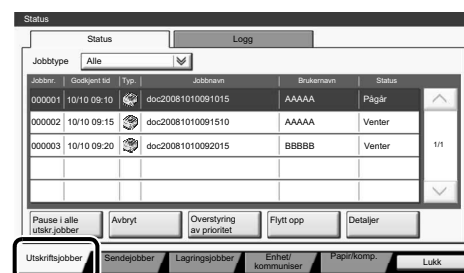 Status
Status Logg
Jobbtype Alle
Jobbnr. Godkjent tid Typ. Jobbnavn Brukernavn Status
000001 10/10 09:10 doc20081010091015 AAAAA Pågår
000002 10/10 09:15 doc20081010091510 AAAAA Venter
000003 10/10 09:20 doc20081010092015 BBBBB Venter
1/1
Pause i alle
utskr.jobber
Avbryt
Overstyring
av prioritet
Flytt opp
Detaljer
Utskriftsjobber
Sendejobber
Lagringsjobber
Enhet/
kommuniser
Papir/komp.
Lukk